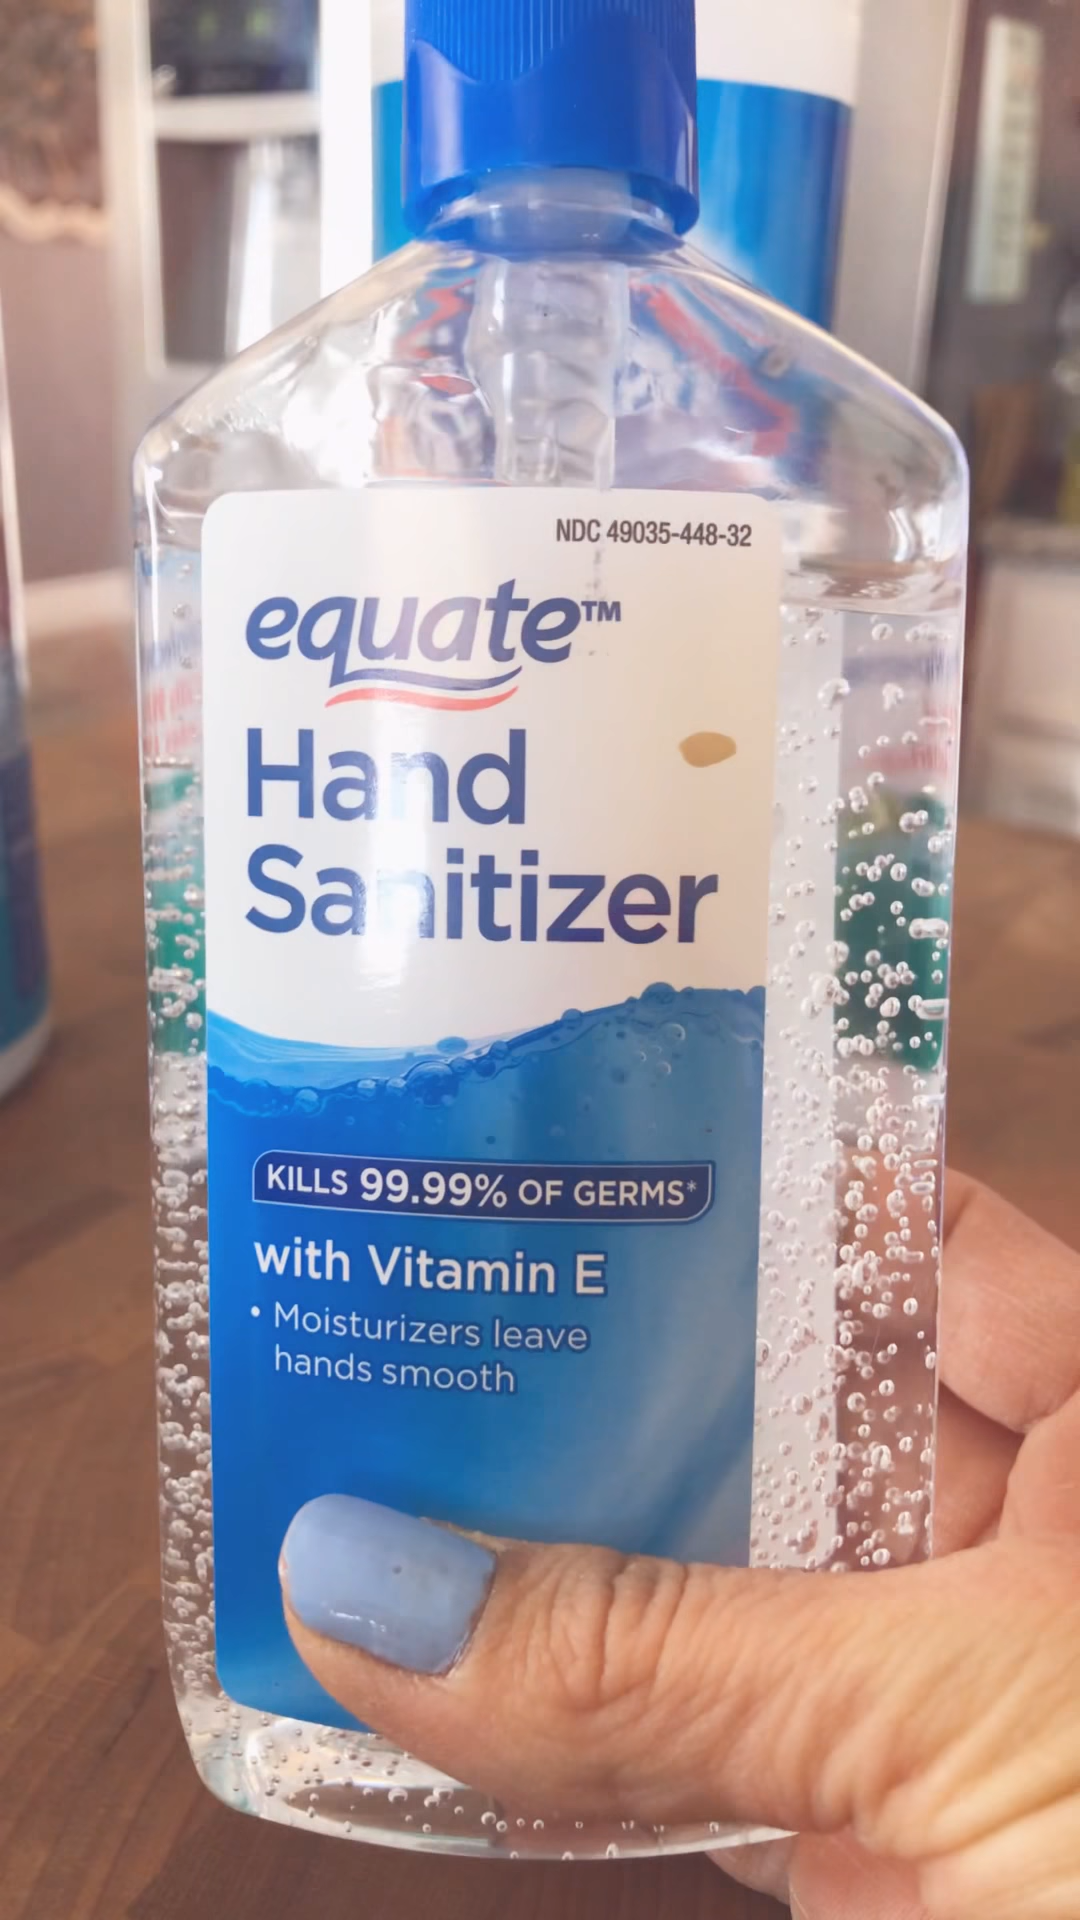 NDC 49035-448-32
equate™
Hand
Sanitizer
KILLS 99.99% OF GERMS*
with Vitamin E
• Moisturizers leave
hands smooth